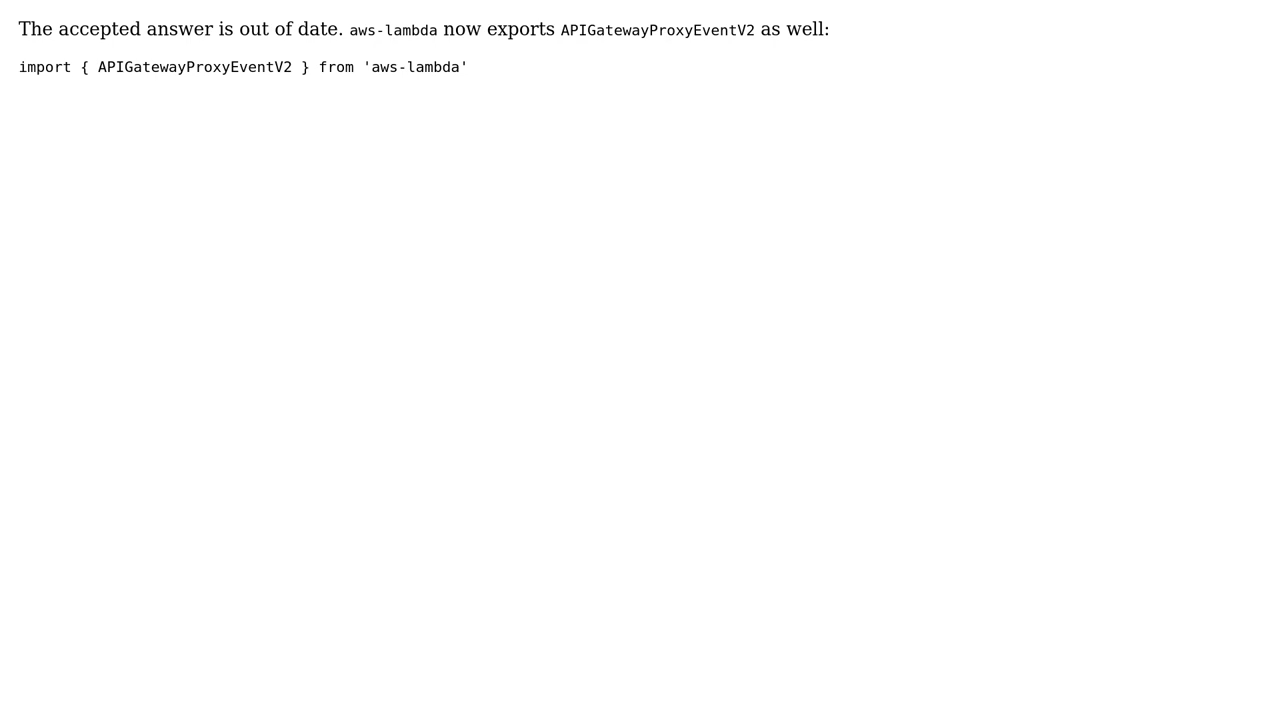 The accepted answer is out of date. aws-lambda now exports APIGatewayProxyEventV2 as well:
import { APIGatewayProxyEventV2 } from 'aws-lambda'